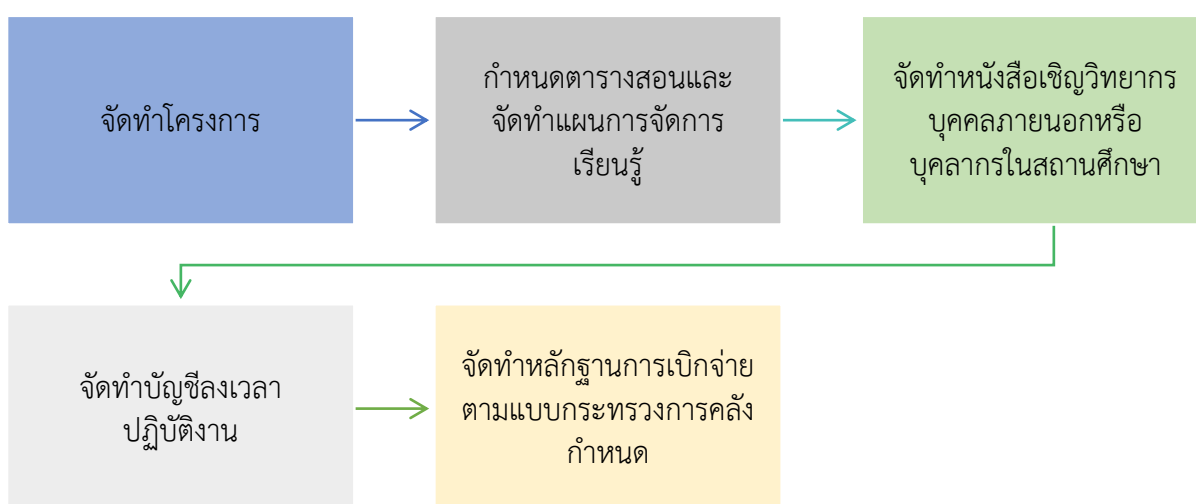 จัดทำโครงการ
กำหนดตารางสอนและ
จัดทำแผนการจัดการ
เรียนรู้
จัดทำหนังสือเชิญวิทยากร
บุคคลภายนอกหรือ
บุคลากรในสถานศึกษา
จัดทำบัญชีลงเวลา
ปฏิบัติงาน
จัดทำหลักฐานการเบิกจ่าย
ตามแบบกระทรวงการคลัง
กำหนด